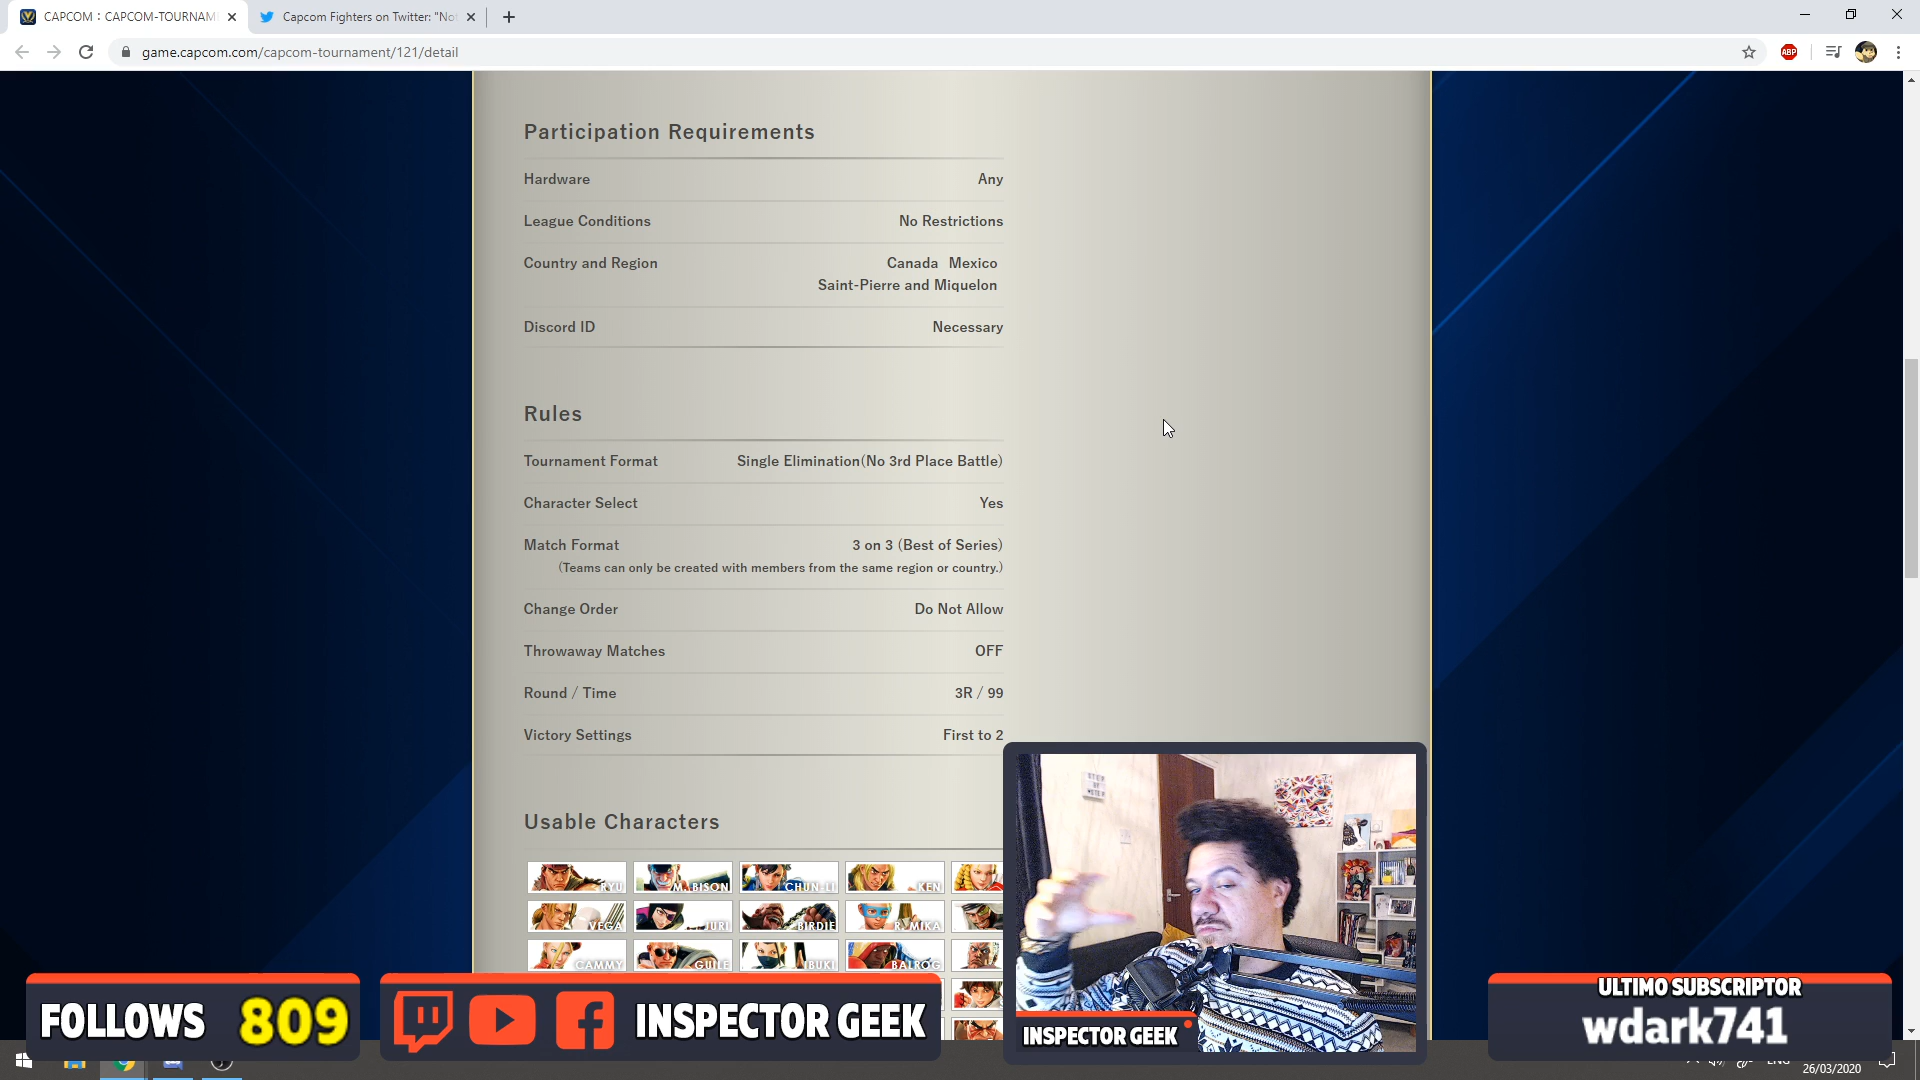 CAPCOM : CAPCOM-TOURNAM
Capcom Fighters on Twitter: "Not
game.capcom.com/capcom-tournament/121/detail
ABP
Participation Requirements
Hardware Any
League Conditions No Restrictions
Country and Region Canada Mexico
Saint-Pierre and Miquelon
Discord ID Necessary
Rules
Tournament Format Single Elimination(No 3rd Place Battle)
Character Select Yes
Match Format 3 on 3 (Best of Series)
(Teams can only be created with members from the same region or country.)
Change Order Do Not Allow
Throwaway Matches OFF
Round / Time 3R / 99
Victory Settings First to 2
Usable Characters
RYU M. BISON CHUN-LI KEN
VEGA JURI BIRDIE R. MIKA
CAMMY GUILE IBUKI BALROG
FOLLOWS 809
INSPECTOR GEEK
INSPECTOR GEEK
ULTIMO SUBSCRIPTOR
wdark741
ENG
26/03/2020